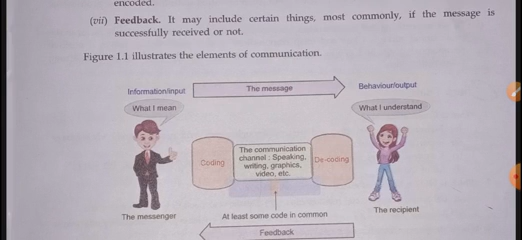 encoded.
(vii) Feedback. It may include certain things, most commonly, if the message is
successfully received or not.
Figure 1.1 illustrates the elements of communication.
Information/input
The message
Behaviour/output
What I mean
What I understand
Coding
The communication
channel : Speaking,
writing, graphics,
video, etc.
De-coding
The messenger
At least some code in common
The recipient
Feedback